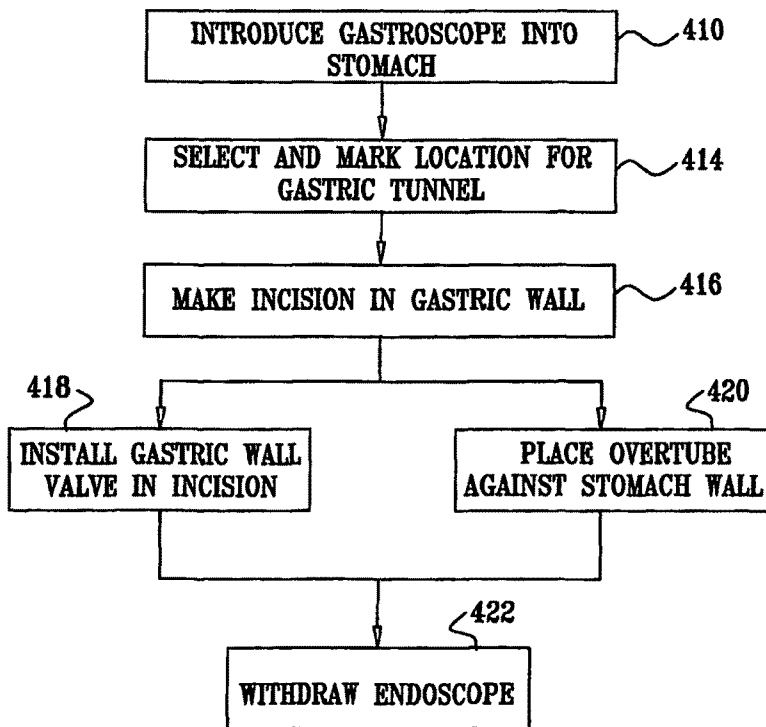 INTRODUCE GASTROSCOPE INTO
STOMACH
410
SELECT AND MARK LOCATION FOR
GASTRIC TUNNEL
414
MAKE INCISION IN GASTRIC WALL
416
418
INSTALL GASTRIC WALL
VALVE IN INCISION
420
PLACE OVERTUBE
AGAINST STOMACH WALL
422
WITHDRAW ENDOSCOPE